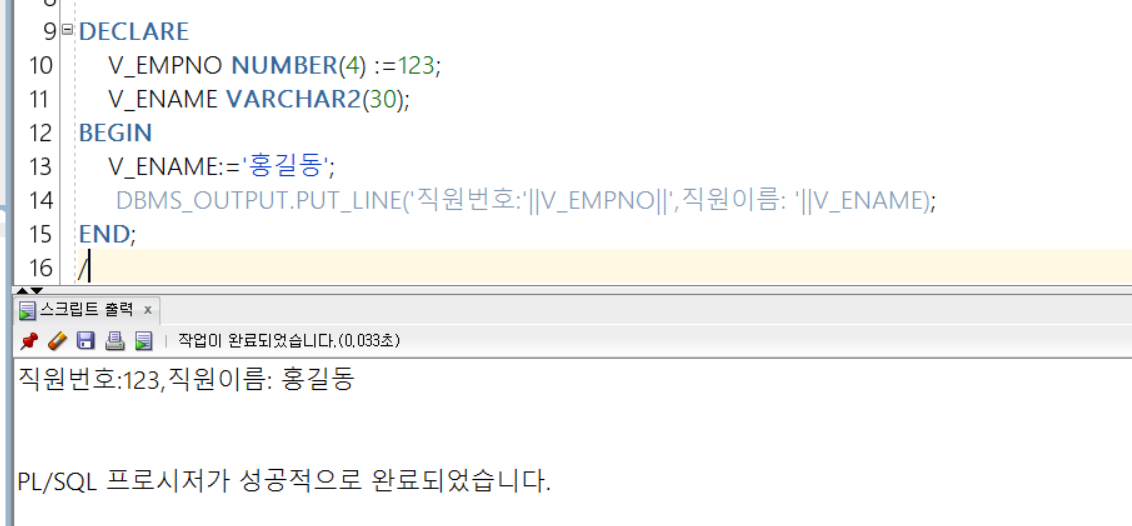 9 DECLARE
10 V_EMPNO NUMBER(4) :=123;
11 V_ENAME VARCHAR2(30);
12 BEGIN
13 V_ENAME:='홍길동';
14 DBMS_OUTPUT.PUT_LINE('직원번호:'||V_EMPNO||',직원이름: '||V_ENAME);
15 END;
16 /
스크립트 출력 x
작업이 완료되었습니다.(0,033초)
직원번호:123,직원이름: 홍길동
PL/SQL 프로시저가 성공적으로 완료되었습니다.